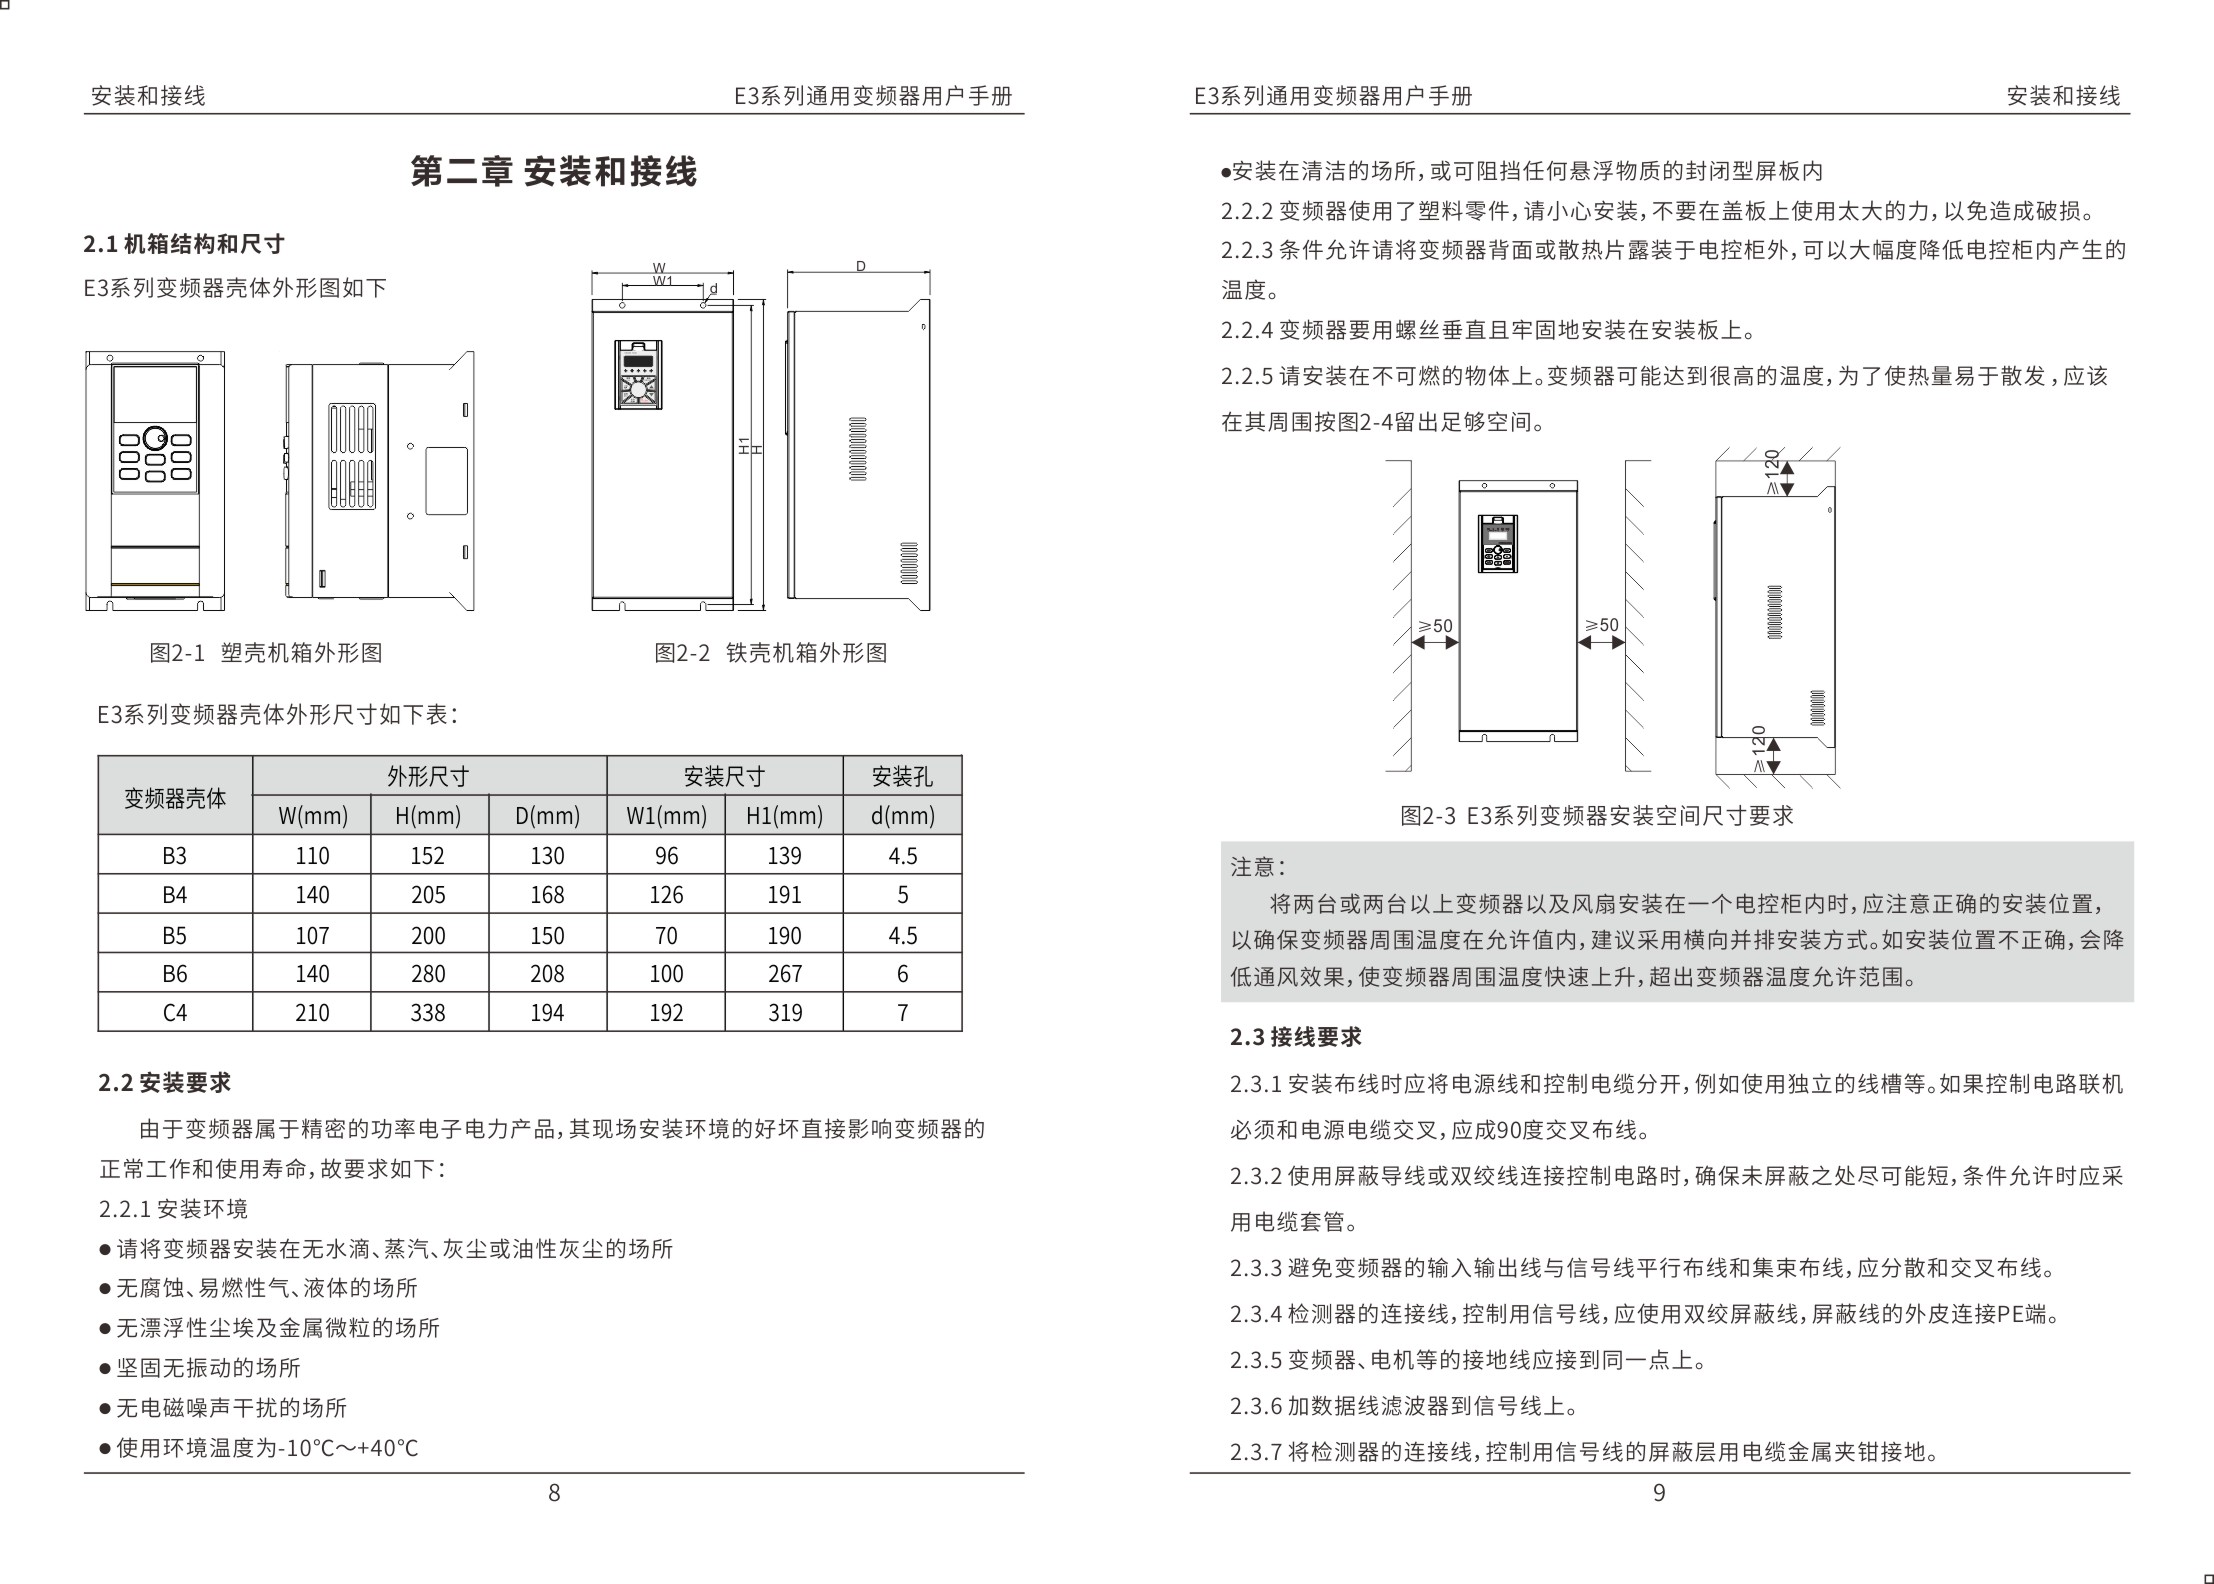 安装和接线 E3系列通用变频器用户手册
第二章 安装和接线
2.1 机箱结构和尺寸
E3系列变频器壳体外形图如下
W
W1
d
H1
H
D
图2-1 塑壳机箱外形图
图2-2 铁壳机箱外形图
E3系列变频器壳体外形尺寸如下表：
变频器壳体 外形尺寸 安装尺寸 安装孔
W(mm) H(mm) D(mm) W1(mm) H1(mm) d(mm)
B3 110 152 130 96 139 4.5
B4 140 205 168 126 191 5
B5 107 200 150 70 190 4.5
B6 140 280 208 100 267 6
C4 210 338 194 192 319 7
2.2 安装要求
由于变频器属于精密的功率电子电力产品，其现场安装环境的好坏直接影响变频器的
正常工作和使用寿命，故要求如下：
2.2.1 安装环境
●请将变频器安装在无水滴、蒸汽、灰尘或油性灰尘的场所
●无腐蚀、易燃性气、液体的场所
●无漂浮性尘埃及金属微粒的场所
●坚固无振动的场所
●无电磁噪声干扰的场所
●使用环境温度为-10℃～+40℃
8
E3系列通用变频器用户手册 安装和接线
●安装在清洁的场所，或可阻挡任何悬浮物质的封闭型屏板内
2.2.2 变频器使用了塑料零件，请小心安装，不要在盖板上使用太大的力，以免造成破损。
2.2.3 条件允许请将变频器背面或散热片露装于电控柜外，可以大幅度降低电控柜内产生的
温度。
2.2.4 变频器要用螺丝垂直且牢固地安装在安装板上。
2.2.5 请安装在不可燃的物体上。变频器可能达到很高的温度，为了使热量易于散发，应该
在其周围按图2-4留出足够空间。
≥50
≥50
≥120
≥120
图2-3 E3系列变频器安装空间尺寸要求
注意：
将两台或两台以上变频器以及风扇安装在一个电控柜内时，应注意正确的安装位置，
以确保变频器周围温度在允许值内，建议采用横向并排安装方式。如安装位置不正确，会降
低通风效果，使变频器周围温度快速上升，超出变频器温度允许范围。
2.3 接线要求
2.3.1 安装布线时应将电源线和控制电缆分开，例如使用独立的线槽等。如果控制电路联机
必须和电源电缆交叉，应成90度交叉布线。
2.3.2 使用屏蔽导线或双绞线连接控制电路时，确保未屏蔽之处尽可能短，条件允许时应采
用电缆套管。
2.3.3 避免变频器的输入输出线与信号线平行布线和集束布线，应分散和交叉布线。
2.3.4 检测器的连接线，控制用信号线，应使用双绞屏蔽线，屏蔽线的外皮连接PE端。
2.3.5 变频器、电机等的接地线应接到同一点上。
2.3.6 加数据线滤波器到信号线上。
2.3.7 将检测器的连接线，控制用信号线的屏蔽层用电缆金属夹钳接地。
9